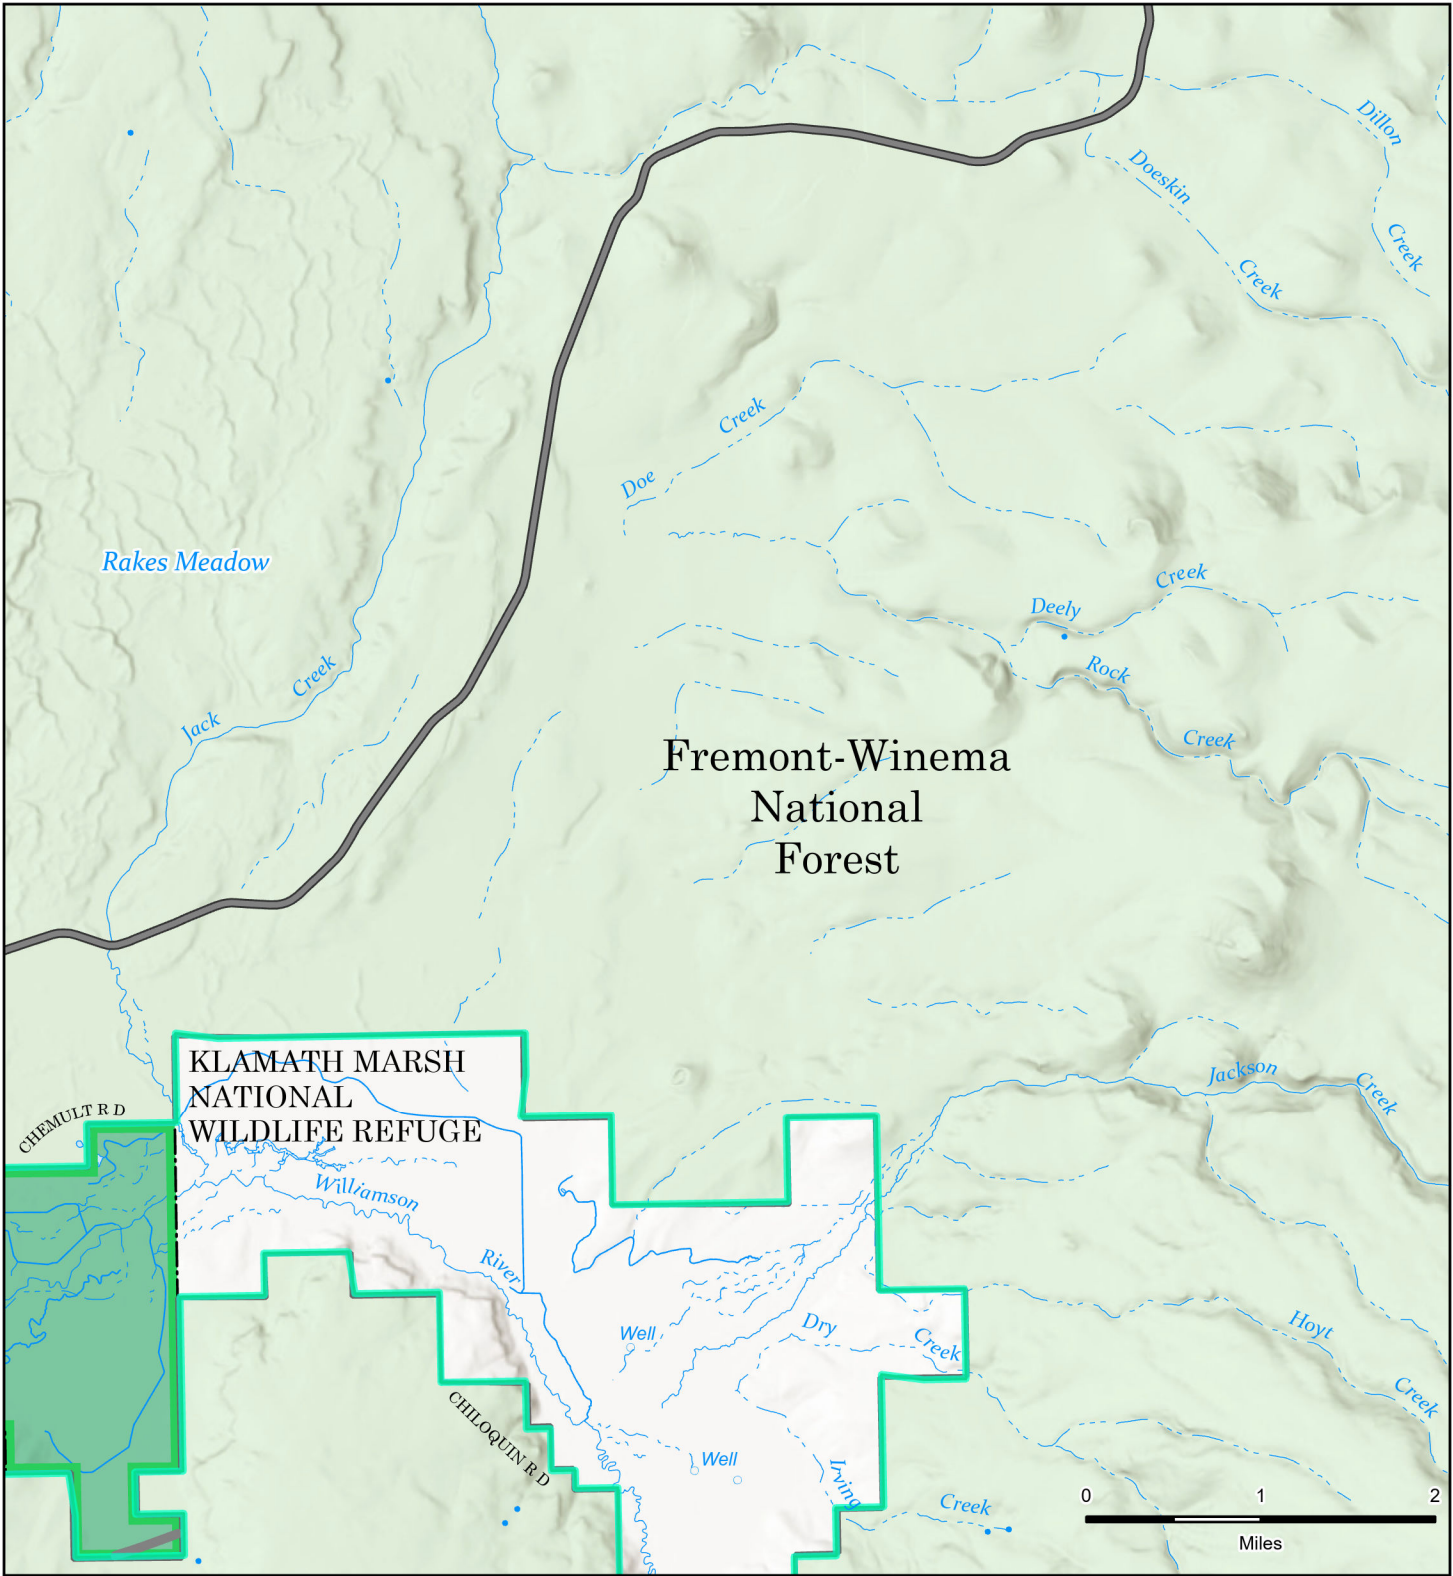 Dillon
Creek
Doeskin
Creek
Creek
Doe
Rakes Meadow
Creek
Deely
Rock
Creek
Creek
Jack
Fremont-Winema
National
Forest
KLAMATH MARSH
NATIONAL
WILDLIFE REFUGE
Jackson
Creek
CHEMULT RD
Williamson
River
Well
Dry
Creek
Hoyt
Creek
CHILOQUIN RD
Well
Irving
Creek
0 1 2
Miles